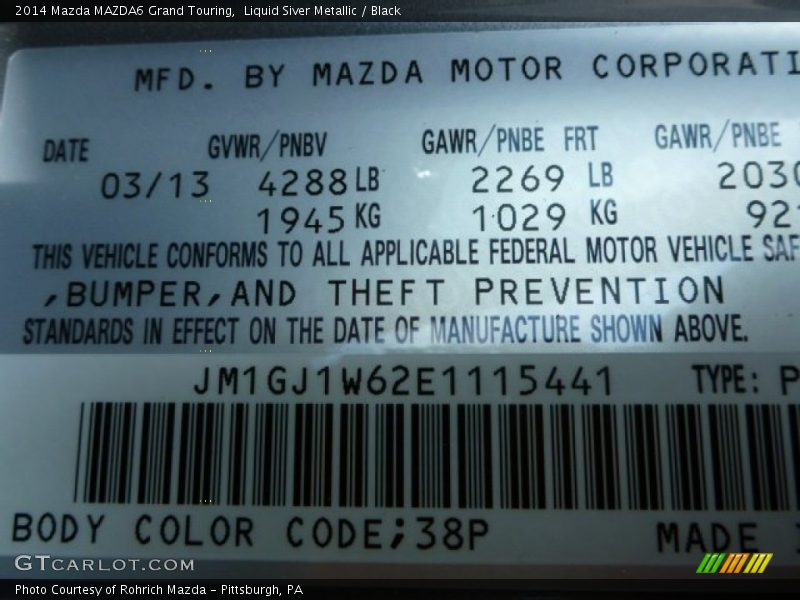 2014 Mazda MAZDA6 Grand Touring, Liquid Siver Metallic / Black
MFD. BY MAZDA MOTOR CORPORATI
DATE GVWR/PNBV GAWR/PNBE FRT GAWR/PNBE
03/13 4288 LB 2269 LB 2030
1945 KG 1029 KG 92
THIS VEHICLE CONFORMS TO ALL APPLICABLE FEDERAL MOTOR VEHICLE SAF
,BUMPER,AND THEFT PREVENTION
STANDARDS IN EFFECT ON THE DATE OF MANUFACTURE SHOWN ABOVE.
JM1GJ1W62E1115441 TYPE: P
BODY COLOR CODE;38P MADE
GTCARLOT.COM
Photo Courtesy of Rohrich Mazda - Pittsburgh, PA